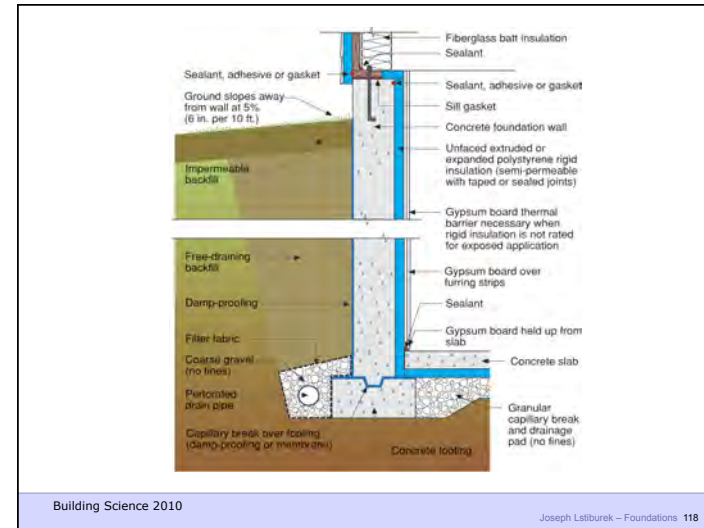 Fiberglass batt insulation
Sealant
Sealant, adhesive or gasket
Ground slopes away
from wall at 5%
(6 in. per 10 ft.)
Sealant, adhesive or gasket
Sill gasket
Concrete foundation wall
Unfaced extruded or
expanded polystyrene rigid
insulation (semi-permeable
with taped or sealed joints)
Impermeable
backfill
Gypsum board thermal
barrier necessary when
rigid insulation is not rated
for exposed application
Free-draining
backfill
Gypsum board over
furring strips
Damp-proofing
Sealant
Gypsum board held up from
slab
Filter fabric
Coarse gravel
(no fines)
Concrete slab
Perforated
drain pipe
Granular
capillary break
and drainage
pad (no fines)
Capillary break over footing
(damp-proofing or membrane)
Concrete footing
Building Science 2010
Joseph Lstiburek – Foundations 118